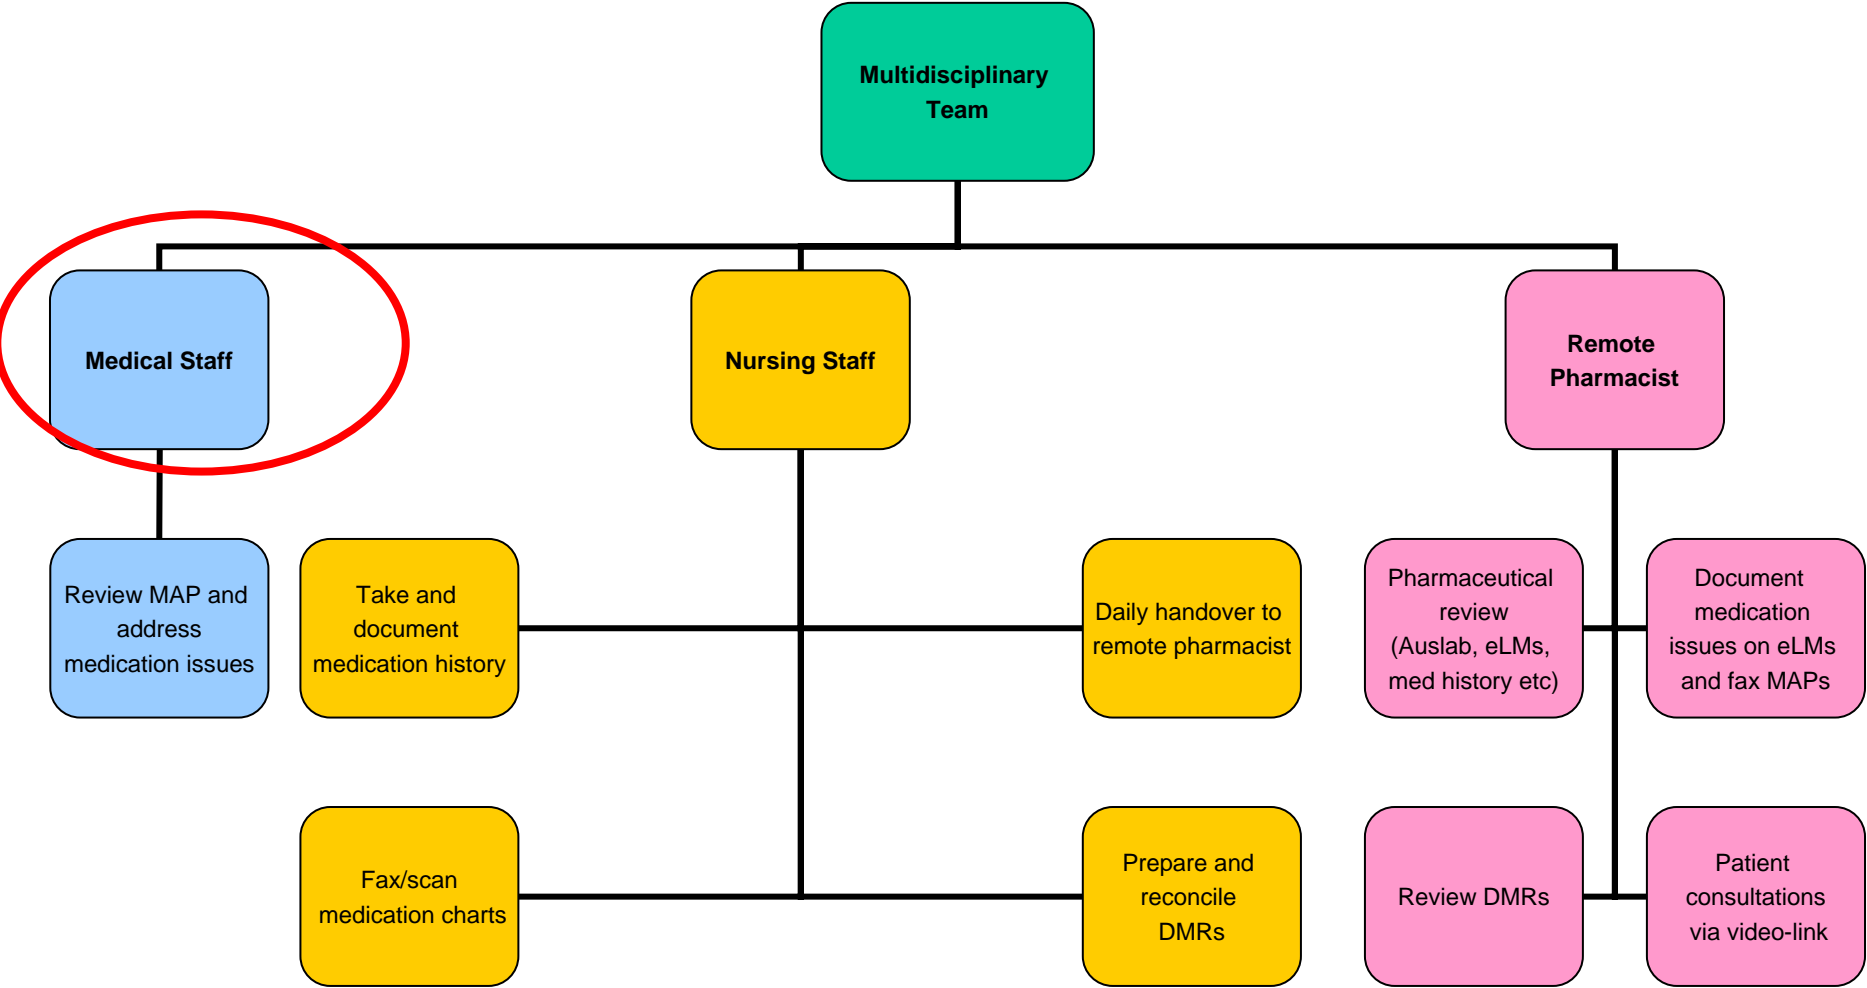 Multidisciplinary
Team
Medical Staff
Nursing Staff
Remote
Pharmacist
Review MAP and
address
medication issues
Take and
document
medication history
Daily handover to
remote pharmacist
Pharmaceutical
review
(Auslab, eLMs,
med history etc)
Document
medication
issues on eLMs
and fax MAPs
Fax/scan
medication charts
Prepare and
reconcile
DMRs
Review DMRs
Patient
consultations
via video-link